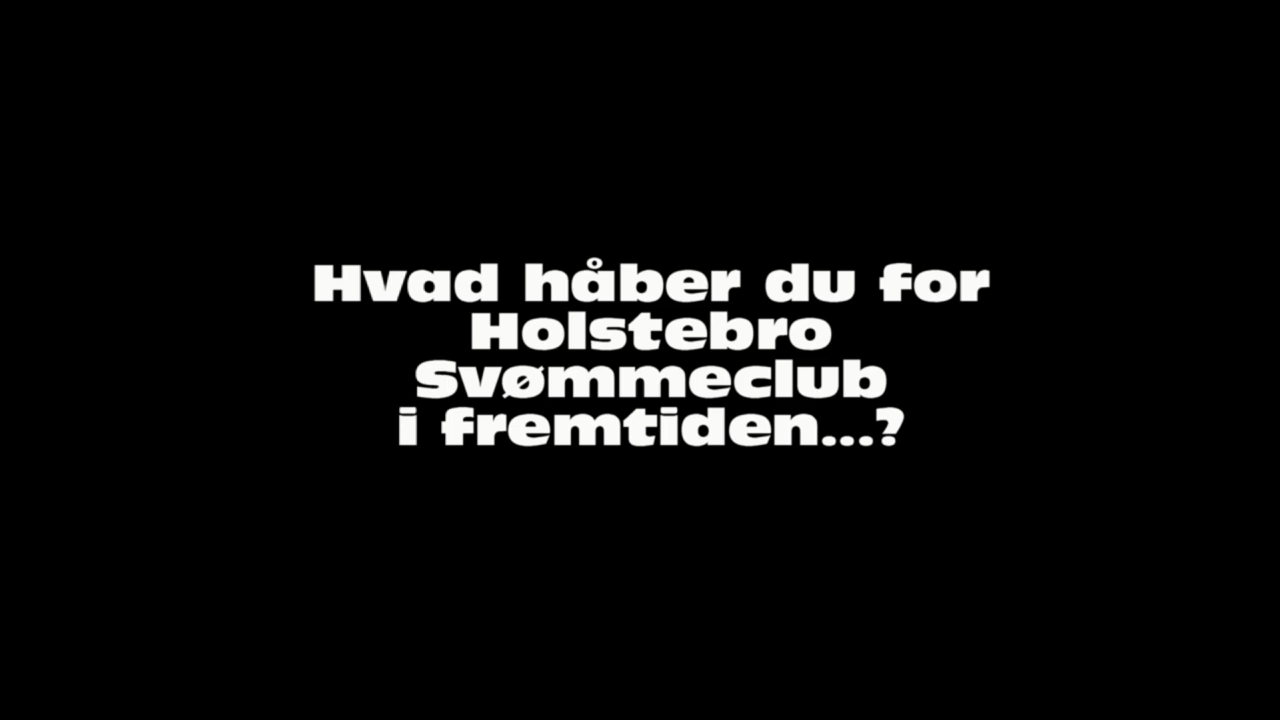 Hvad håber du for
Holstebro
Svømmeclub
i fremtiden...?